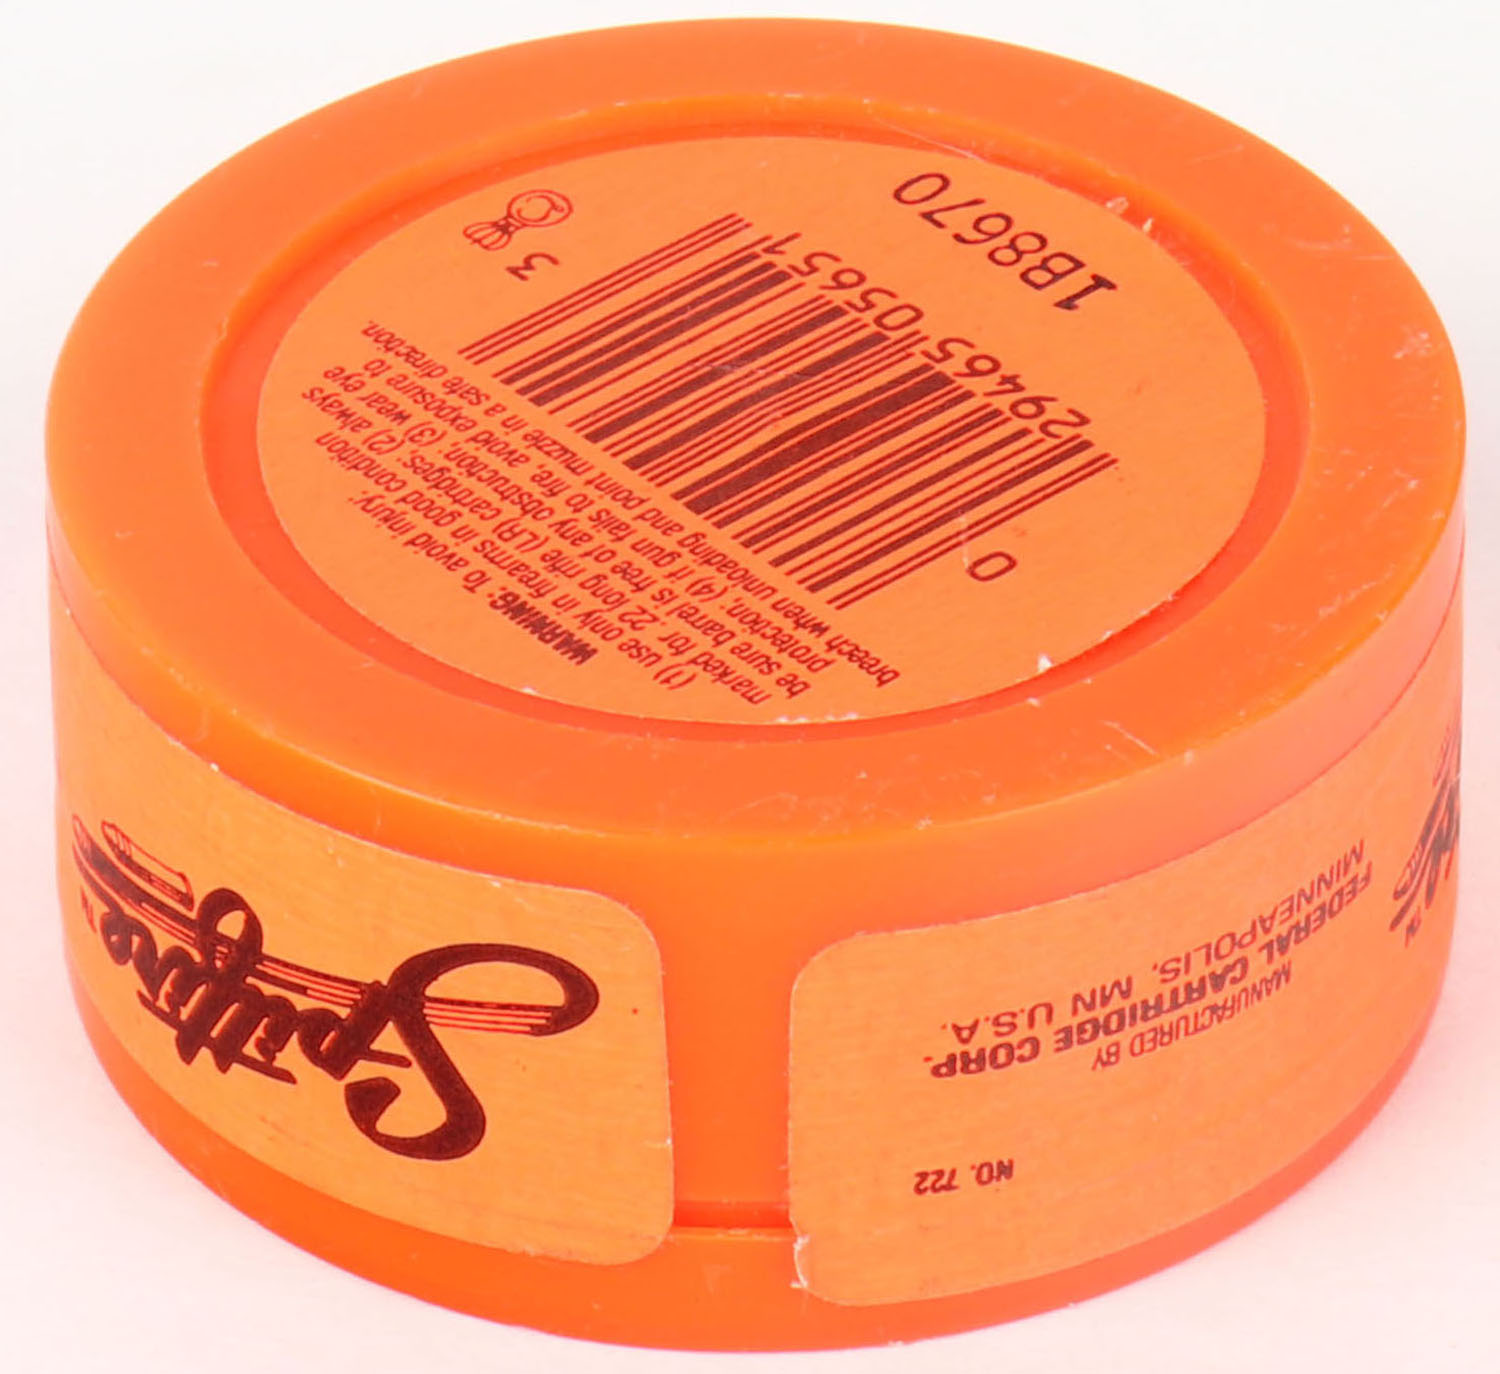 1B8670
0 29465 05651 3
WARNING: To avoid injury:
(1) use only in firearms in good condition
marked for .22 long rifle (LR) cartridges, (2) always
be sure barrel is free of any obstruction; (3) wear eye
protection; (4) if gun fails to fire, avoid exposure to
breech when unloading and point muzzle in a safe direction.
Spitfire™
NO. 722
MANUFACTURED BY
FEDERAL CARTRIDGE CORP.
MINNEAPOLIS, MN U.S.A.
TM